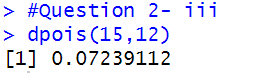 > #Question 2- iii
> dpois(15,12)
[1] 0.07239112